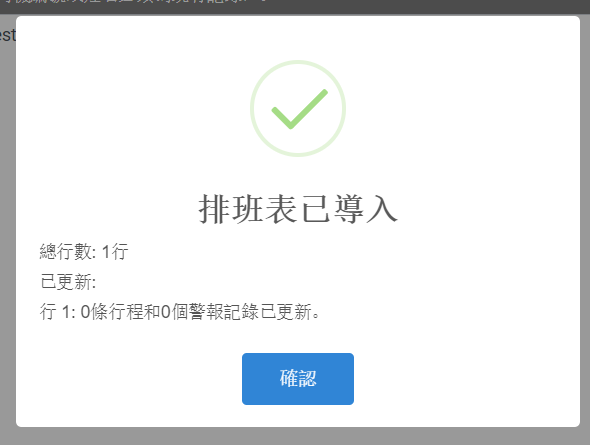 est
排班表已導入
總行數: 1行
已更新:
行 1: 0條行程和0個警報記錄已更新。
確認